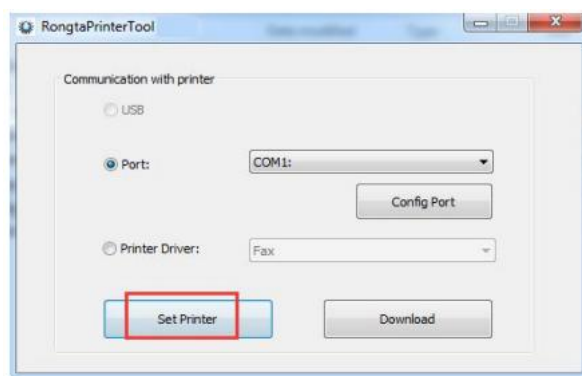 RongtaPrinterTool
Communication with printer
USB
Port:
COM1:
Config Port
Printer Driver:
Fax
Set Printer
Download